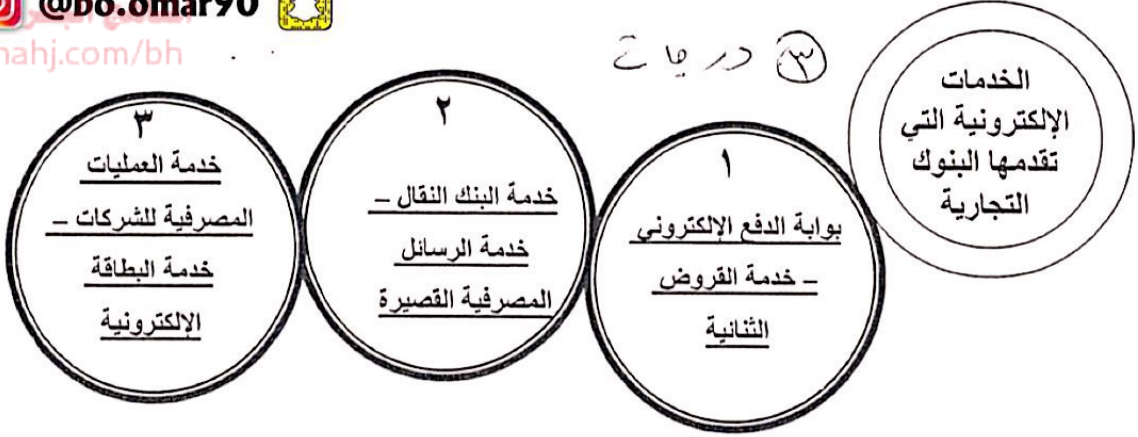 @bo.omar90
nahj.com/bh
٣ درجات
الخدمات
الإلكترونية التي
تقدمها البنوك
التجارية
١
بوابة الدفع الإلكتروني
– خدمة القروض
الثنائية
٢
خدمة البنك النقال –
خدمة الرسائل
المصرفية القصيرة
٣
خدمة العمليات
المصرفية للشركات –
خدمة البطاقة
الإلكترونية